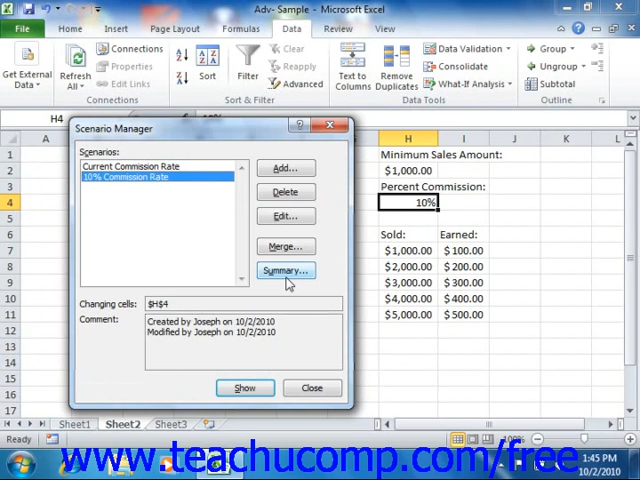 Adv- Sample - Microsoft Excel
File Home Insert Formulas Data Review View
Get External Data
Refresh All
Connections
Properties
Edit Links
Connections
Sort
Filter
Clear
Reapply
Advanced
Sort & Filter
Text to Columns
Remove Duplicates
Data Validation
Consolidate
What-If Analysis
Data Tools
Group
Ungroup
Subtotal
Outline
H4
A H I J K L
Scenario Manager
Scenarios:
Current Commission Rate
10% Commission Rate
Add...
Delete
Edit...
Merge...
Summary...
Changing cells: $H$4
Comment: Created by Joseph on 10/2/2010
Modified by Joseph on 10/2/2010
Show Close
1 Minimum Sales Amount:
2 $1,000.00
3 Percent Commission:
4 10%
5
6 Sold: Earned:
7 $1,000.00 $ 100.00
8 $2,000.00 $ 200.00
9 $3,000.00 $ 300.00
10 $4,000.00 $ 400.00
11 $5,000.00 $ 500.00
12
13
14
15
16
17
Sheet1 Sheet2 Sheet3
Ready
100%
www.teachucomp.com/free
1:45 PM
10/2/2010